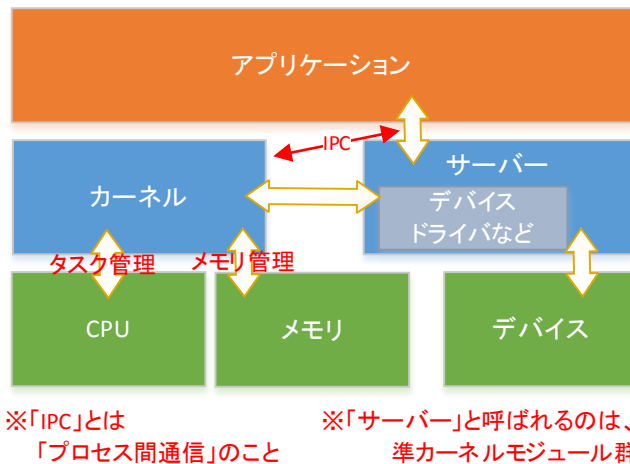 アプリケーション
IPC
カーネル
サーバー
デバイス
ドライバなど
タスク管理
メモリ管理
CPU
メモリ
デバイス
※「IPC」とは
「プロセス間通信」のこと
※「サーバー」と呼ばれるのは、
準カーネルモジュール群